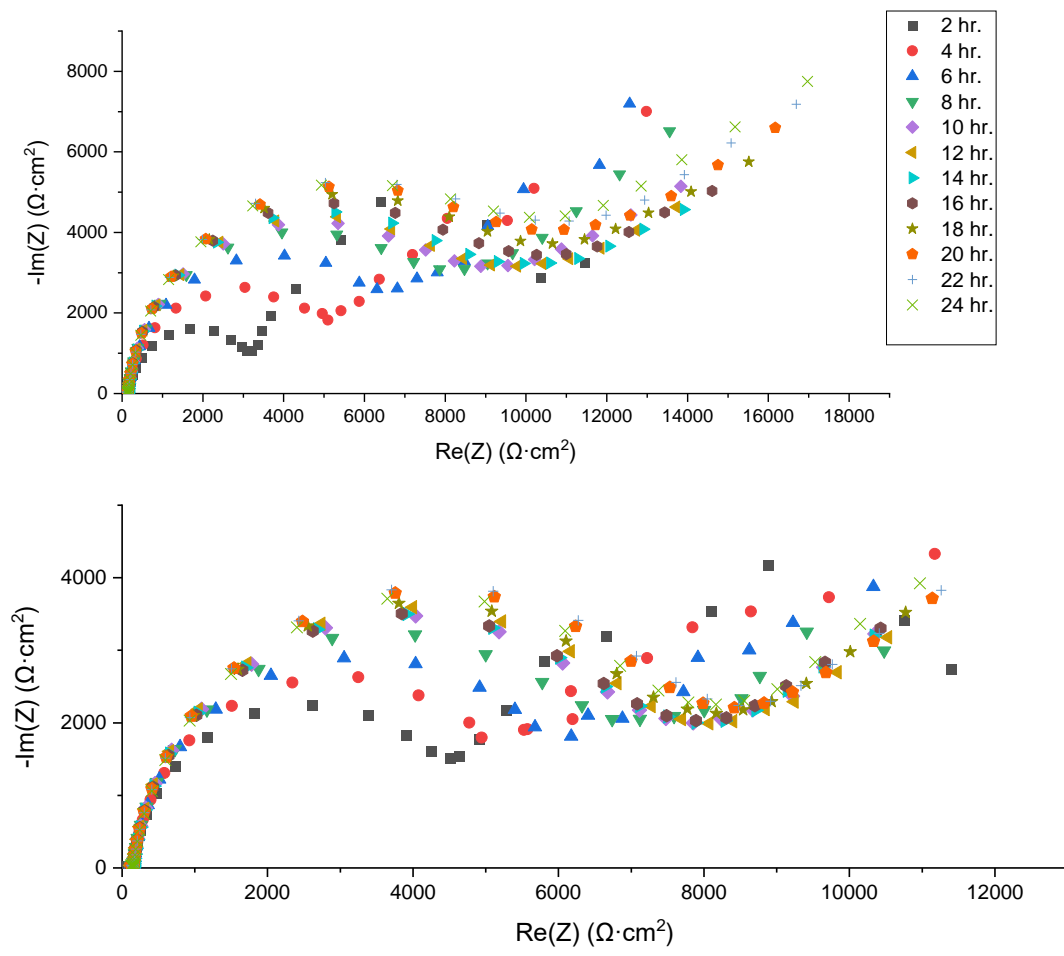 8000
6000
4000
2000
0
-Im(Z) (Ω·cm²)
0 2000 4000 6000 8000 10000 12000 14000 16000 18000
Re(Z) (Ω·cm²)
2 hr.
4 hr.
6 hr.
8 hr.
10 hr.
12 hr.
14 hr.
16 hr.
18 hr.
20 hr.
22 hr.
24 hr.
4000
2000
0
-Im(Z) (Ω·cm²)
0 2000 4000 6000 8000 10000 12000
Re(Z) (Ω·cm²)